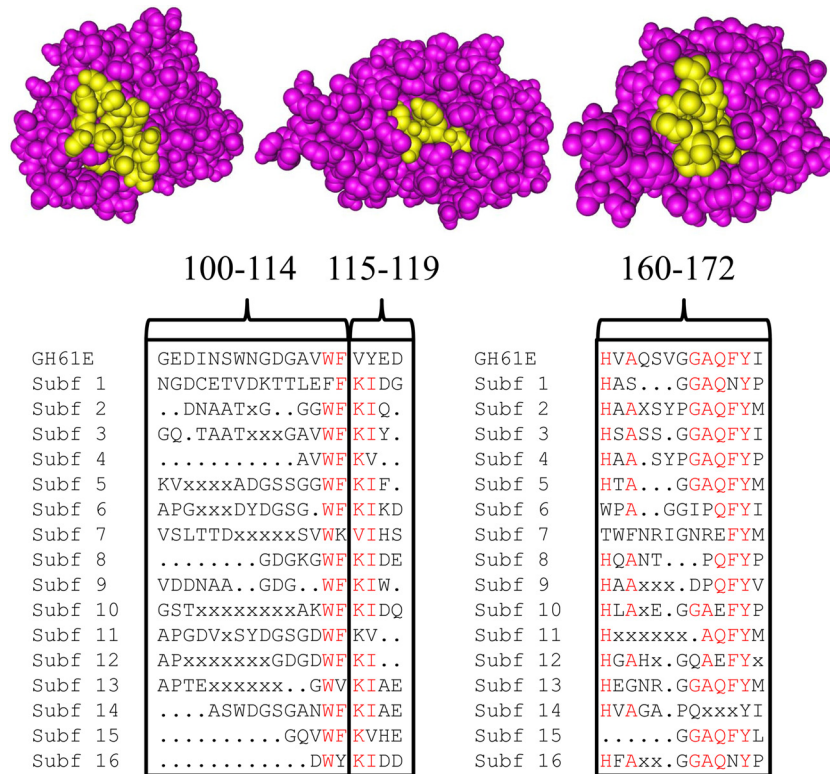 100-114 115-119 160-172
GH61E GEDINSWNGDGAVWF VYED GH61E HVAQSVGGAQFYI
Subf 1 NGDCETVDKTTLEFF KIDG Subf 1 HAS...GGAQNYP
Subf 2 ..DNAATxG..GGWF KIQ. Subf 2 HAAXSYPGAQFYM
Subf 3 GQ.TAATxxxGAVWF KIY. Subf 3 HSASS.GGAQFYI
Subf 4 ...........AVWF KV.. Subf 4 HAA.SYPGAQFYP
Subf 5 KVxxxxADGSSGGWF KIF. Subf 5 HTA...GGAQFYM
Subf 6 APGxxxDYDGSG.WF KIKD Subf 6 WPA..GGIPQFYI
Subf 7 VSLTTDxxxxxSVWK VIHS Subf 7 TWFNRIGNREFYM
Subf 8 ........GDGKGWF KIDE Subf 8 HQANT...PQFYP
Subf 9 VDDNAA..GDG..WF KIW. Subf 9 HAAxxx.DPQFYV
Subf 10 GSTxxxxxxxxAKWF KIDQ Subf 10 HLAxE.GGAEFYP
Subf 11 APGDVxSYDGSGDWF KV.. Subf 11 Hxxxxxx.AQFYM
Subf 12 APxxxxxxxGDGDWF KI.. Subf 12 HGAHx.GQAEFYx
Subf 13 APTExxxxxx..GWV KIAE Subf 13 HEGNR.GGAQFYM
Subf 14 ....ASWDGSGANWF KIAE Subf 14 HVAGA.PQxxxYI
Subf 15 ..........GQVWF KVHE Subf 15 ......GGAQFYL
Subf 16 ............DWY KIDD Subf 16 HFAxx.GGAQNYP